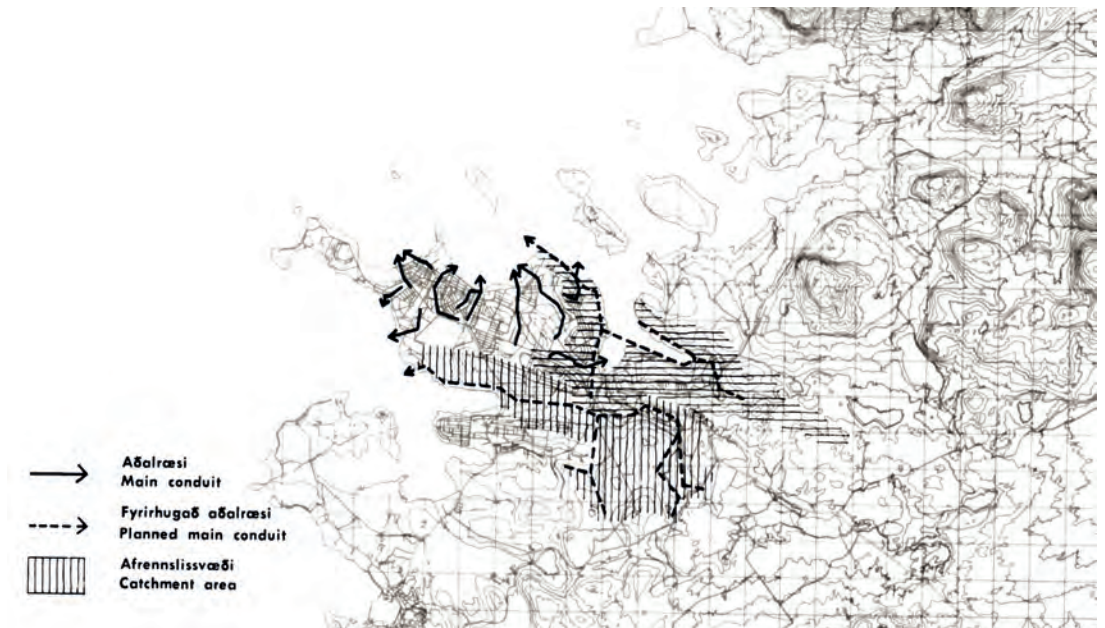 Aðalræsi
Main conduit
Fyrirhugað aðalræsi
Planned main conduit
Afrennslissvæði
Catchment area